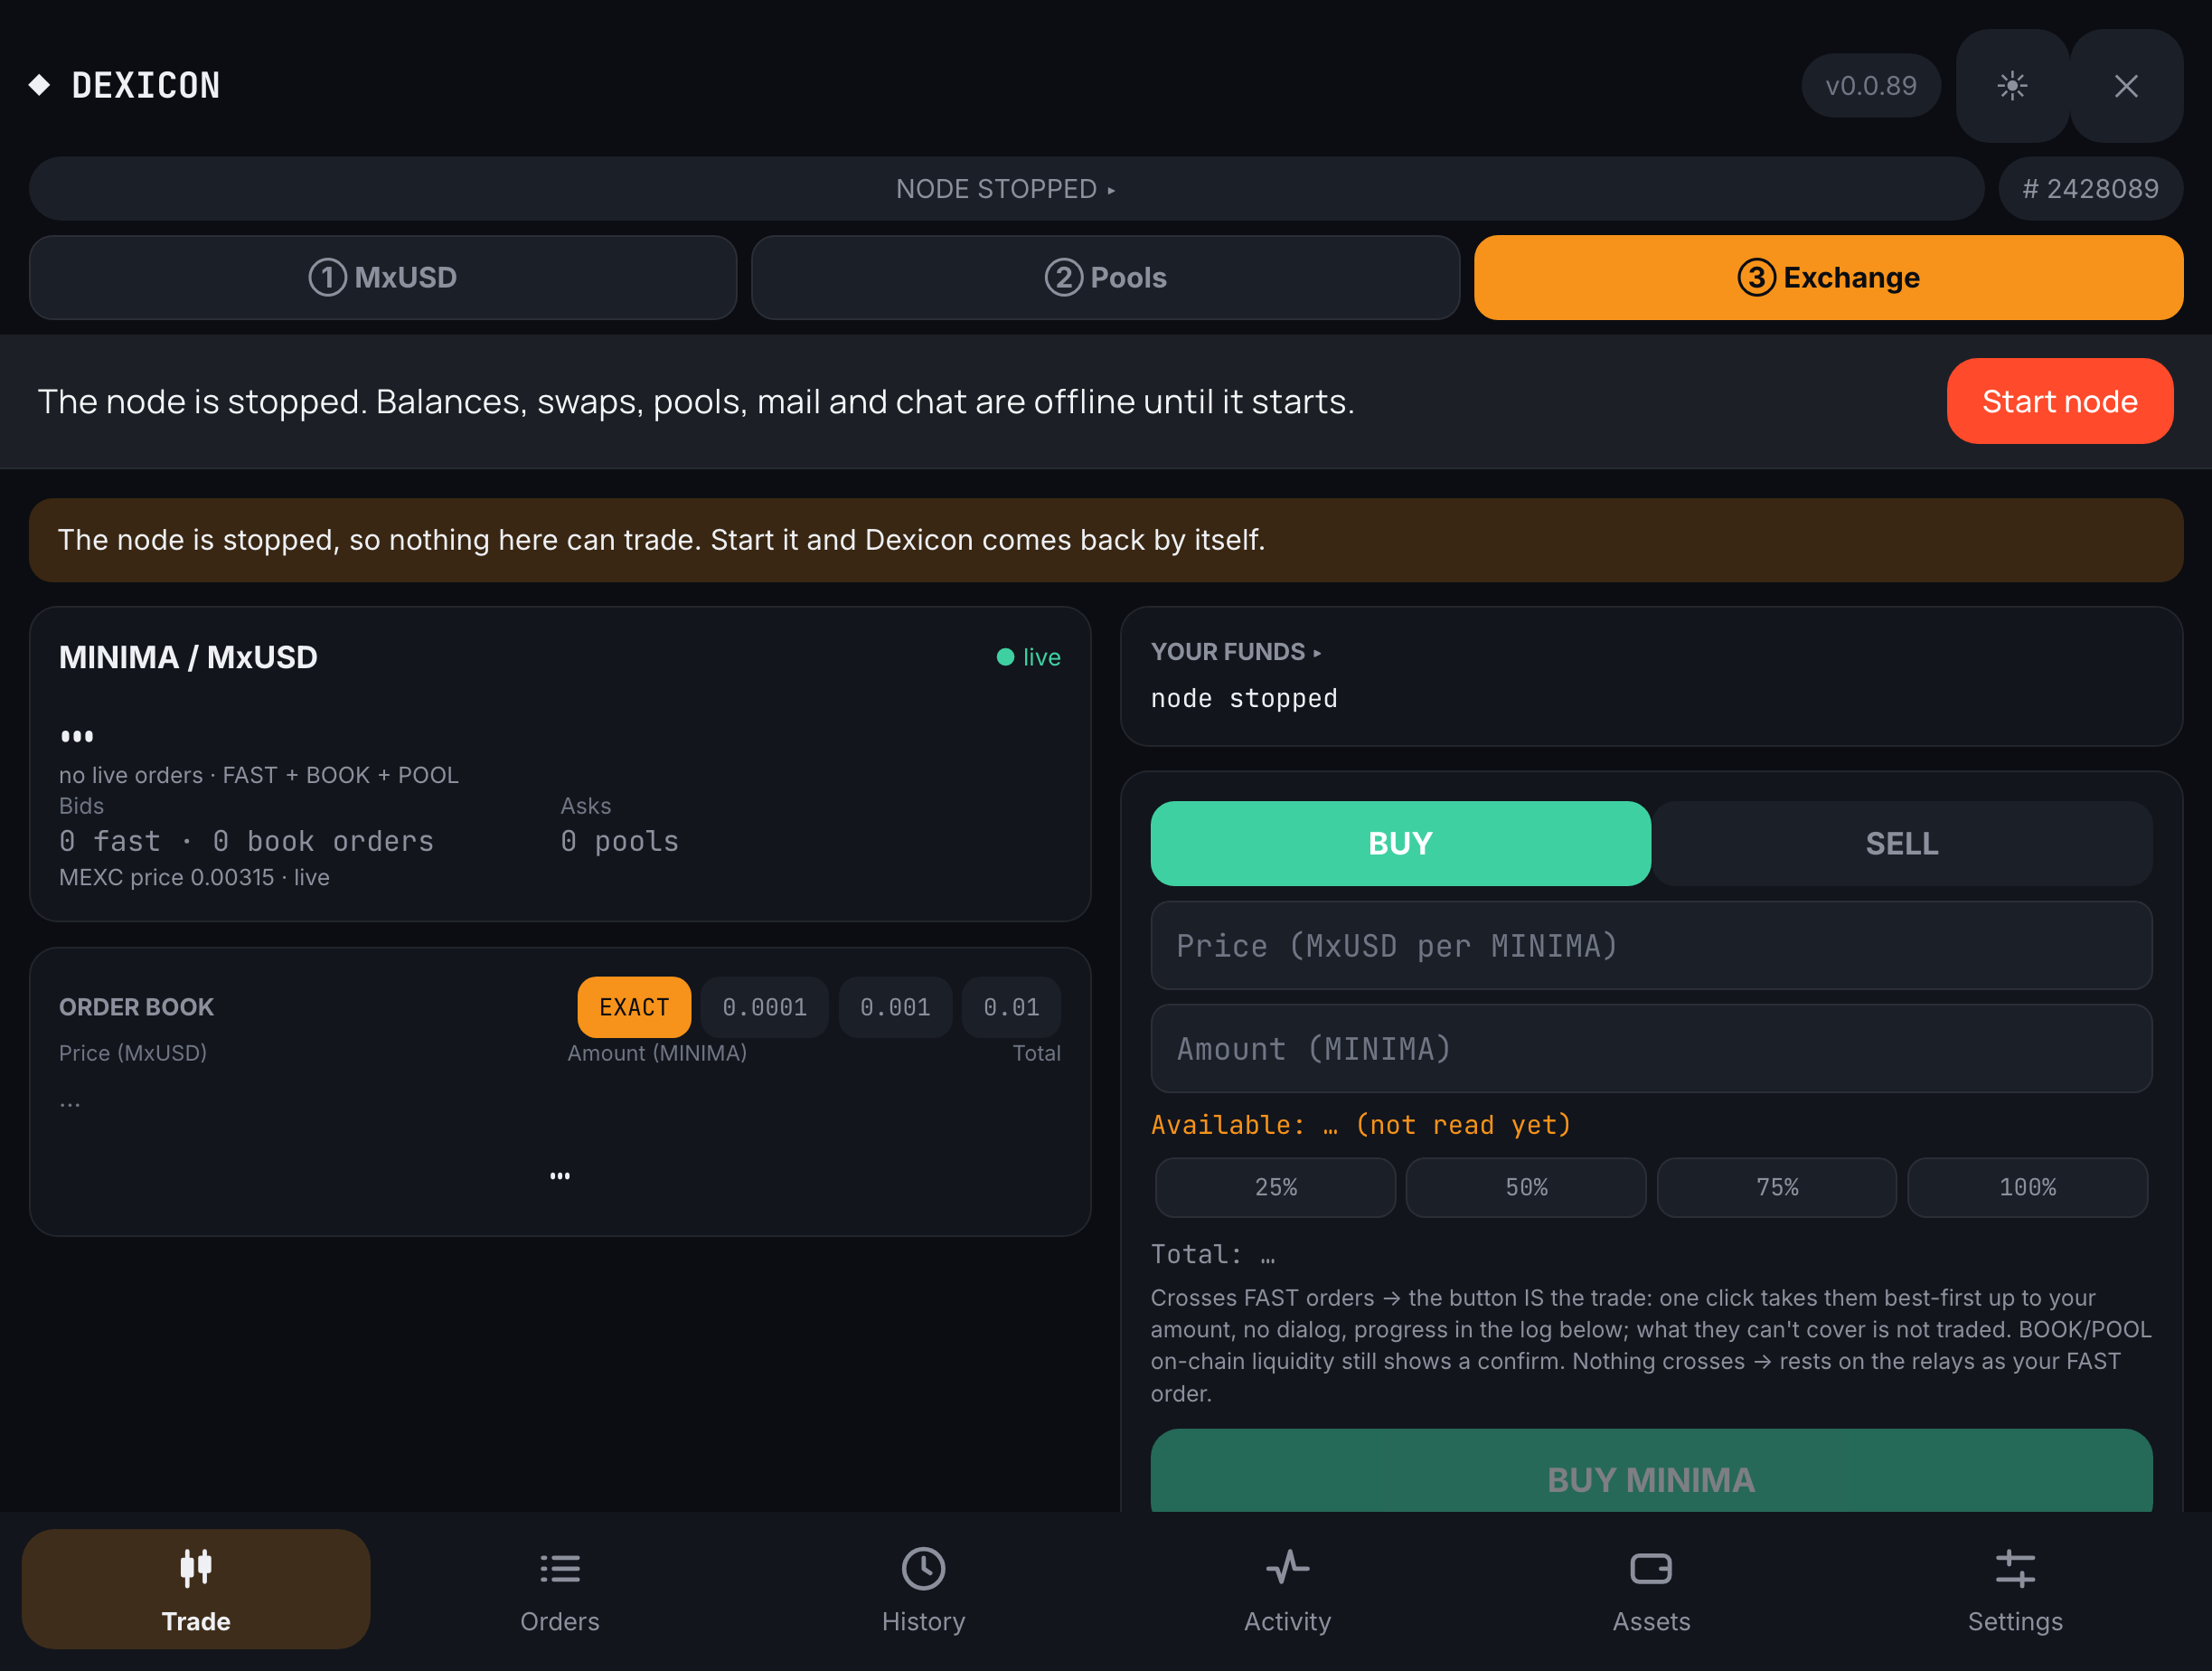 ◆ DEXICON
v0.0.89
NODE STOPPED ▸
# 2428089
① MxUSD
② Pools
③ Exchange
The node is stopped. Balances, swaps, pools, mail and chat are offline until it starts.
Start node
The node is stopped, so nothing here can trade. Start it and Dexicon comes back by itself.
MINIMA / MxUSD
● live
…
no live orders · FAST + BOOK + POOL
Bids
Asks
0 fast · 0 book orders
0 pools
MEXC price 0.00315 · live
ORDER BOOK
EXACT
0.0001
0.001
0.01
Price (MxUSD)
Amount (MINIMA)
Total
…
…
YOUR FUNDS ▸
node stopped
BUY
SELL
Price (MxUSD per MINIMA)
Amount (MINIMA)
Available: … (not read yet)
25%
50%
75%
100%
Total: …
Crosses FAST orders → the button IS the trade: one click takes them best-first up to your
amount, no dialog, progress in the log below; what they can't cover is not traded. BOOK/POOL
on-chain liquidity still shows a confirm. Nothing crosses → rests on the relays as your FAST
order.
BUY MINIMA
Trade
Orders
History
Activity
Assets
Settings